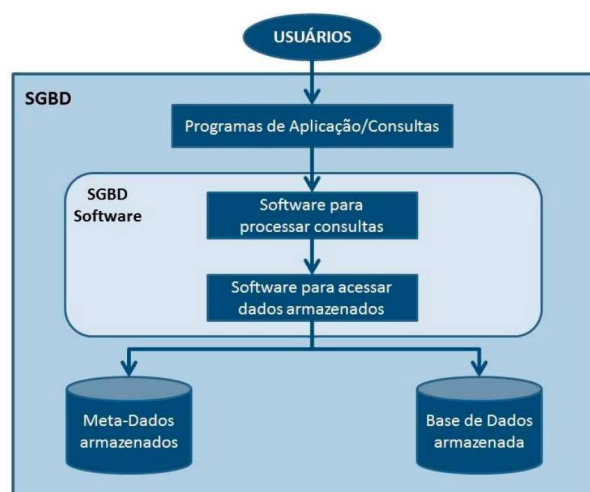 USUÁRIOS
SGBD
Programas de Aplicação/Consultas
SGBD
Software
Software para
processar consultas
Software para acessar
dados armazenados
Meta-Dados
armazenados
Base de Dados
armazenada